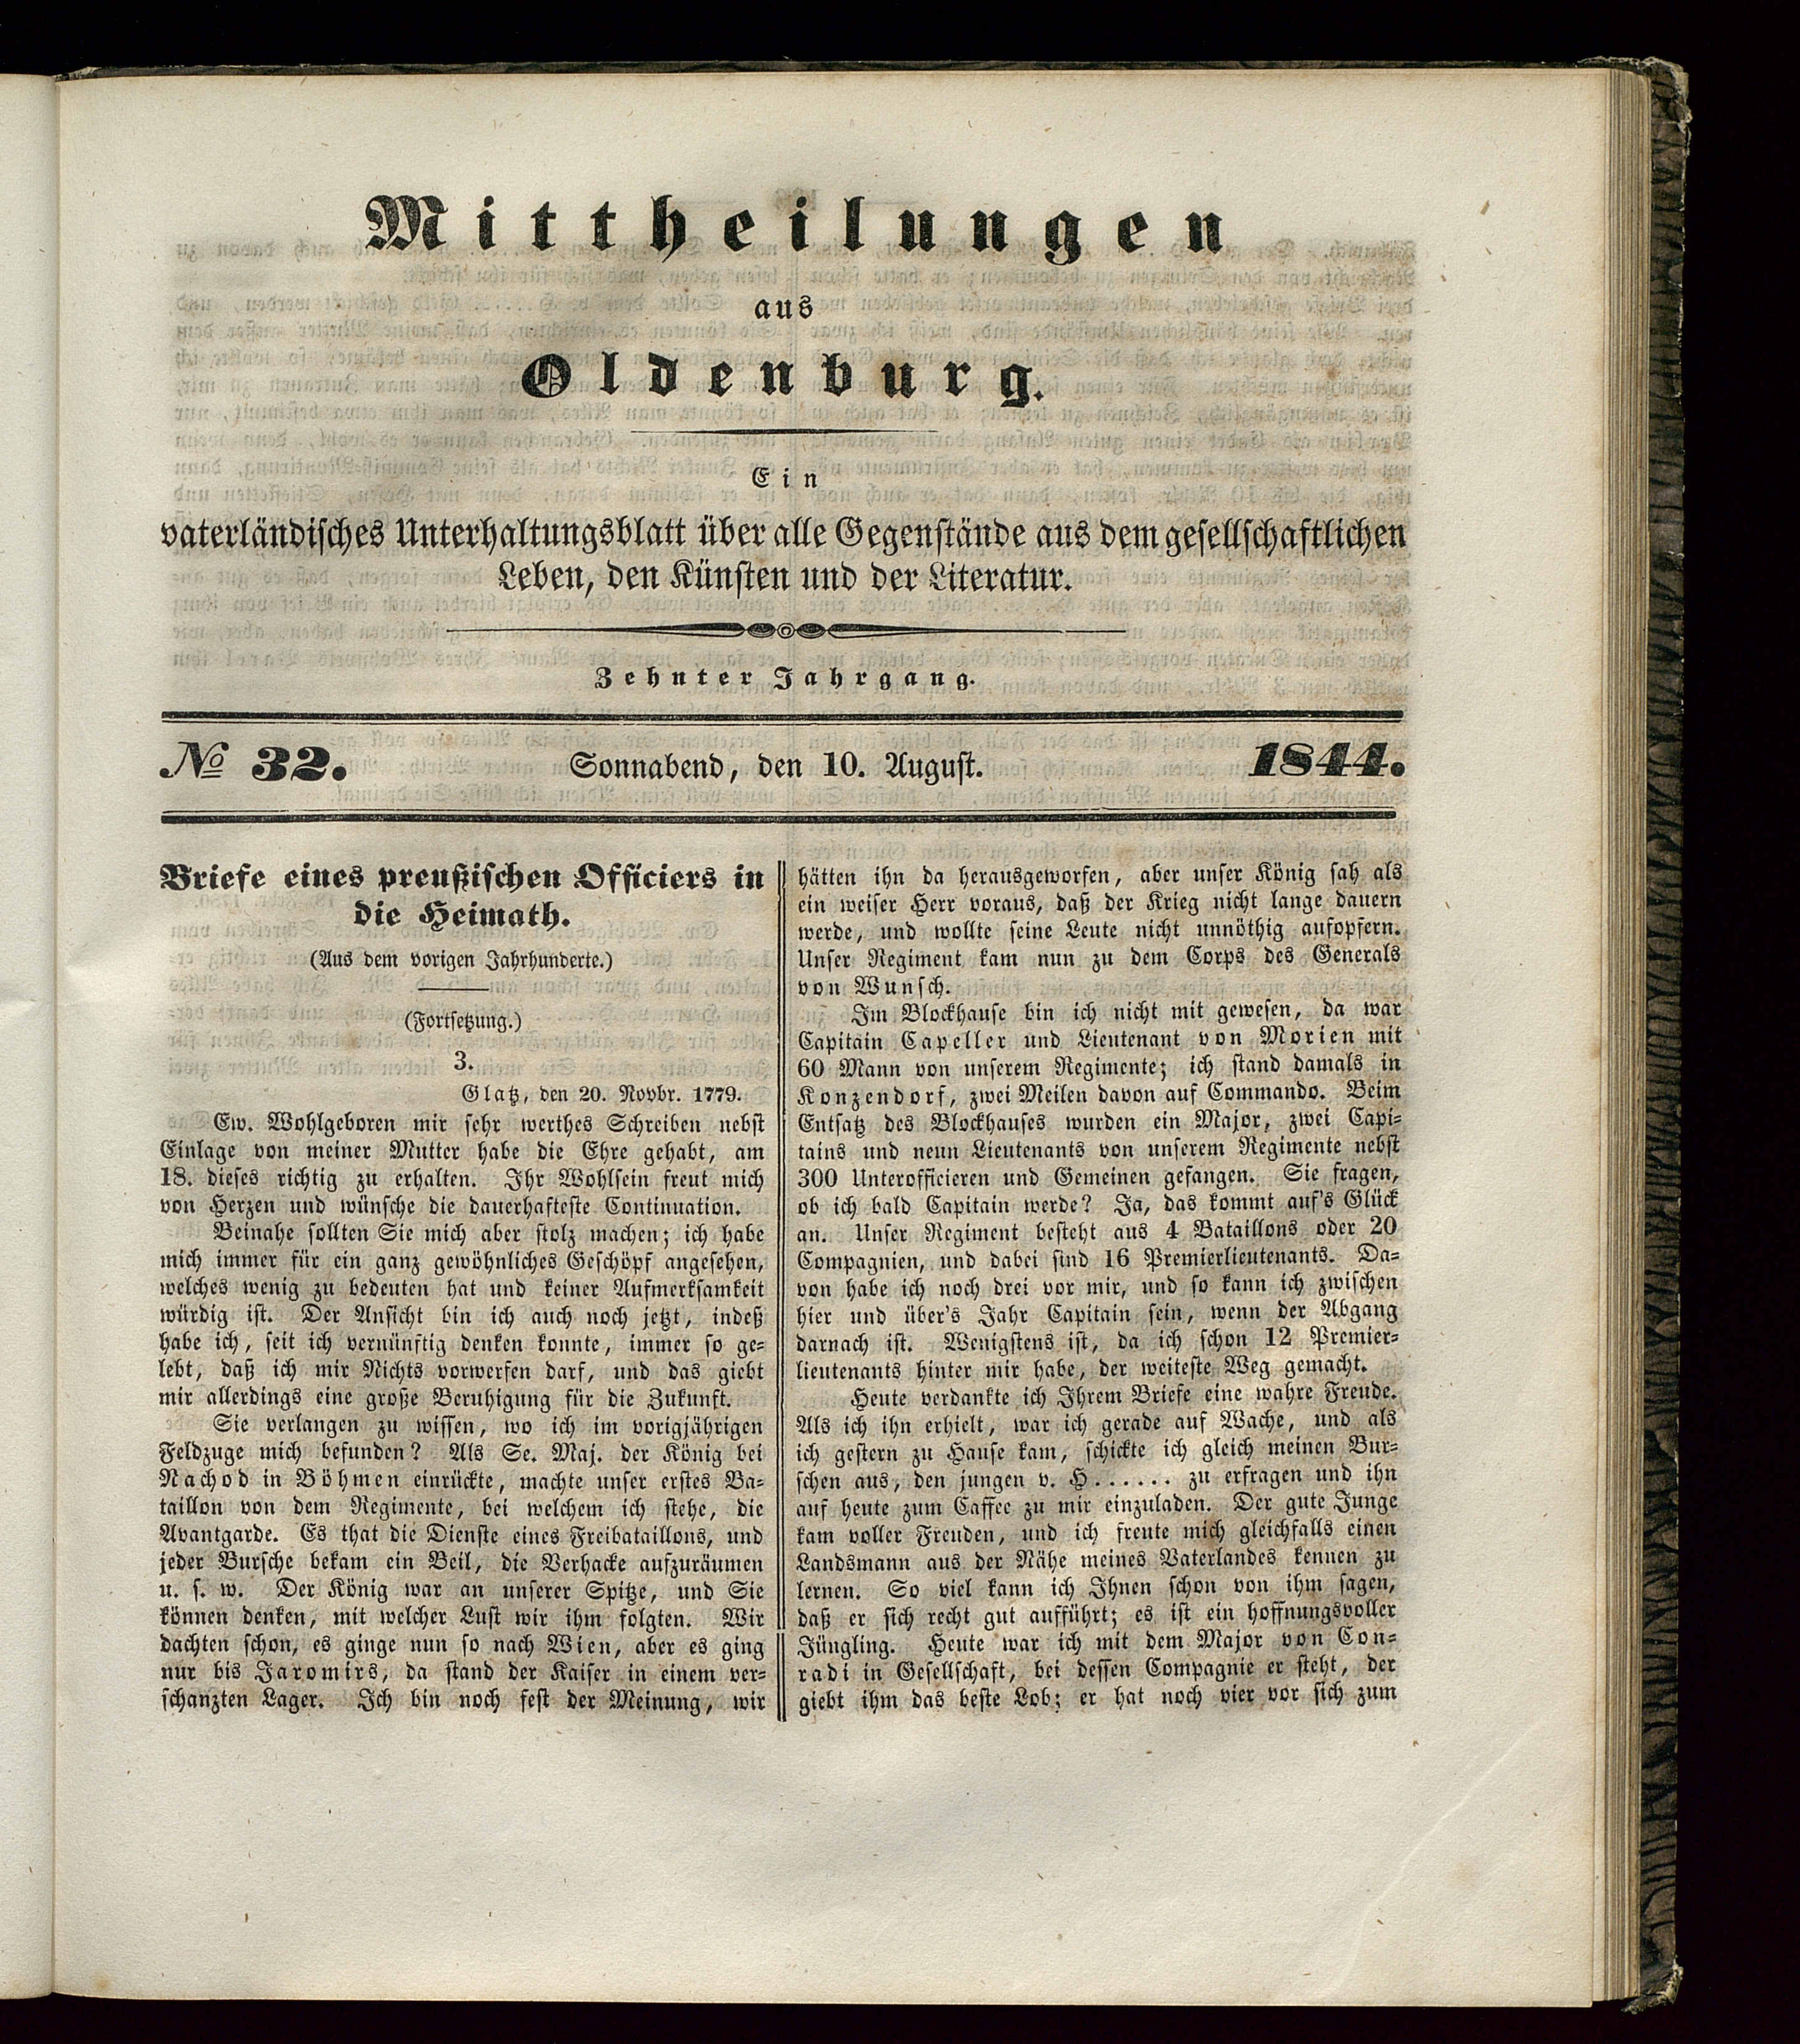 Mittheilungen
aus
Oldenburg.
Ein
vaterländisches Unterhaltungsblatt über alle Gegenstände aus dem gesellschaftlichen
Leben, den Künsten und der Literatur.
Zehnter Jahrgang.
№ 32. Sonnabend, den 10. August. 1844.
Briefe eines preußischen Officiers in
die Heimath.
(Aus dem vorigen Jahrhunderte.)
(Fortsetzung.)
3.
Glatz, den 20. Novbr. 1779.
Ew. Wohlgeboren mir sehr werthes Schreiben nebst
Einlage von meiner Mutter habe die Ehre gehabt, am
18. dieses richtig zu erhalten. Ihr Wohlsein freut mich
von Herzen und wünsche die dauerhafteste Continuation.
Beinahe sollten Sie mich aber stolz machen; ich habe
mich immer für ein ganz gewöhnliches Geschöpf angesehen,
welches wenig zu bedeuten hat und keiner Aufmerksamkeit
würdig ist. Der Ansicht bin ich auch noch jetzt, indeß
habe ich, seit ich vernünftig denken konnte, immer so ge-
lebt, daß ich mir Nichts vorwerfen darf, und das giebt
mir allerdings eine große Beruhigung für die Zukunft.
Sie verlangen zu wissen, wo ich im vorigjährigen
Feldzuge mich befunden? Als Se. Maj. der König bei
Nachod in Böhmen einrückte, machte unser erstes Ba-
taillon von dem Regimente, bei welchem ich stehe, die
Avantgarde. Es that die Dienste eines Freibataillons, und
jeder Bursche bekam ein Beil, die Verhacke aufzuräumen
u. s. w. Der König war an unserer Spitze, und Sie
können denken, mit welcher Lust wir ihm folgten. Wir
dachten schon, es ginge nun so nach Wien, aber es ging
nur bis Jaromirs, da stand der Kaiser in einem ver-
schanzten Lager. Ich bin noch fest der Meinung, wir
hätten ihn da herausgeworfen, aber unser König sah als
ein weiser Herr voraus, daß der Krieg nicht lange dauern
werde, und wollte seine Leute nicht unnöthig aufopfern.
Unser Regiment kam nun zu dem Corps des Generals
von Wunsch.
Im Blockhause bin ich nicht mit gewesen, da war
Capitain Capeller und Lieutenant von Morien mit
60 Mann von unserem Regimente; ich stand damals in
Konzendorf, zwei Meilen davon auf Commando. Beim
Entsatz des Blockhauses wurden ein Major, zwei Capi-
tains und neun Lieutenants von unserem Regimente nebst
300 Unterofficieren und Gemeinen gefangen. Sie fragen,
ob ich bald Capitain werde? Ja, das kommt auf's Glück
an. Unser Regiment besteht aus 4 Bataillons oder 20
Compagnien, und dabei sind 16 Premierlieutenants. Da-
von habe ich noch drei vor mir, und so kann ich zwischen
hier und über's Jahr Capitain sein, wenn der Abgang
darnach ist. Wenigstens ist, da ich schon 12 Premier-
lieutenants hinter mir habe, der weiteste Weg gemacht.
Heute verdankte ich Ihrem Briefe eine wahre Freude.
Als ich ihn erhielt, war ich gerade auf Wache, und als
ich gestern zu Hause kam, schickte ich gleich meinen Bur-
schen aus, den jungen v. H...... zu erfragen und ihn
auf heute zum Caffee zu mir einzuladen. Der gute Junge
kam voller Freuden, und ich freute mich gleichfalls einen
Landsmann aus der Nähe meines Vaterlandes kennen zu
lernen. So viel kann ich Ihnen schon von ihm sagen,
daß er sich recht gut aufführt; es ist ein hoffnungsvoller
Jüngling. Heute war ich mit dem Major von Con-
radi in Gesellschaft, bei dessen Compagnie er steht, der
giebt ihm das beste Lob; er hat noch vier vor sich zum